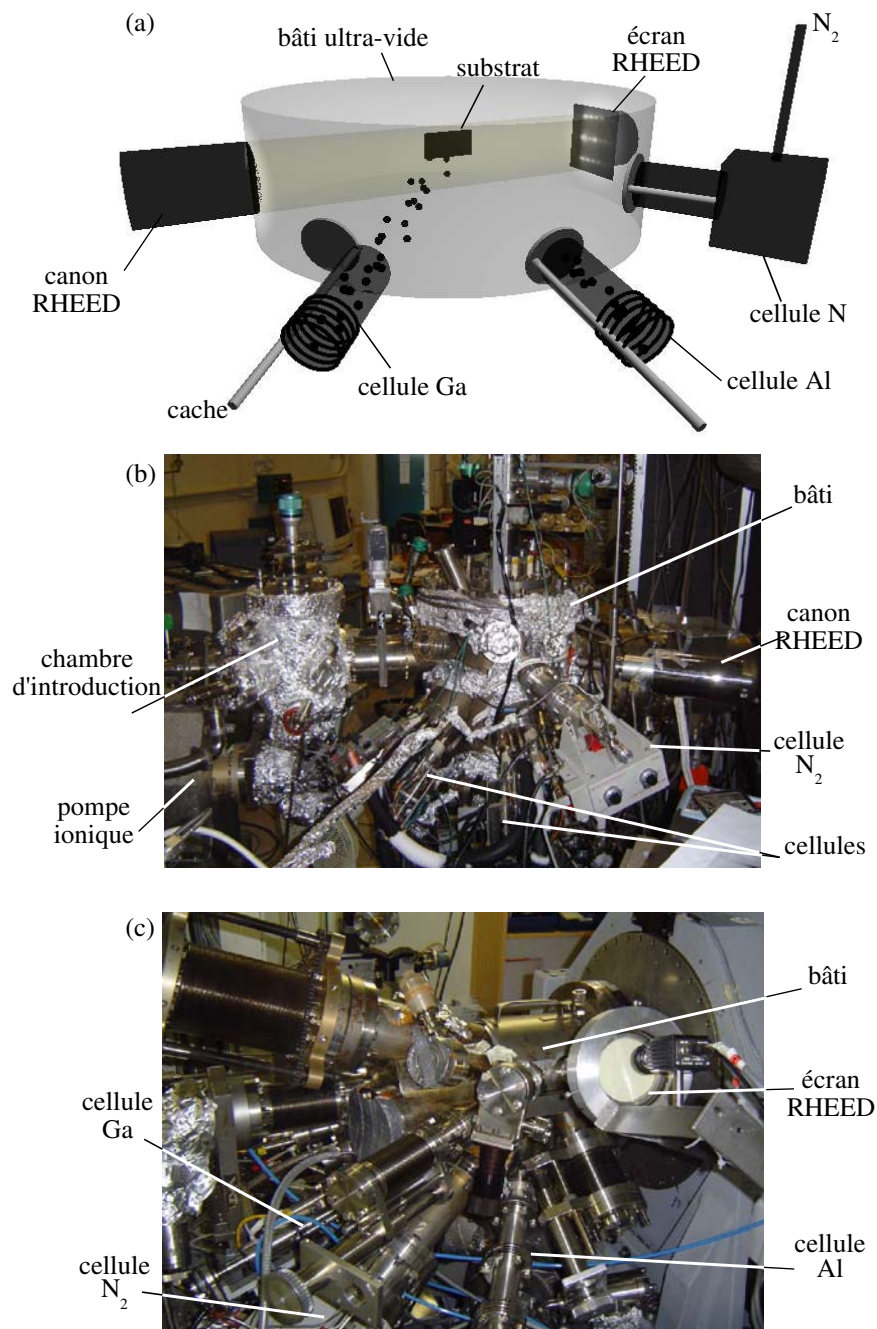 (a)
bâti ultra-vide
substrat
écran
RHEED
N2
canon
RHEED
cellule N
cellule Ga
cellule Al
cache
(b)
bâti
canon
RHEED
chambre
d'introduction
cellule
N2
pompe
ionique
cellules
(c)
bâti
écran
RHEED
cellule
Ga
cellule
Al
cellule
N2